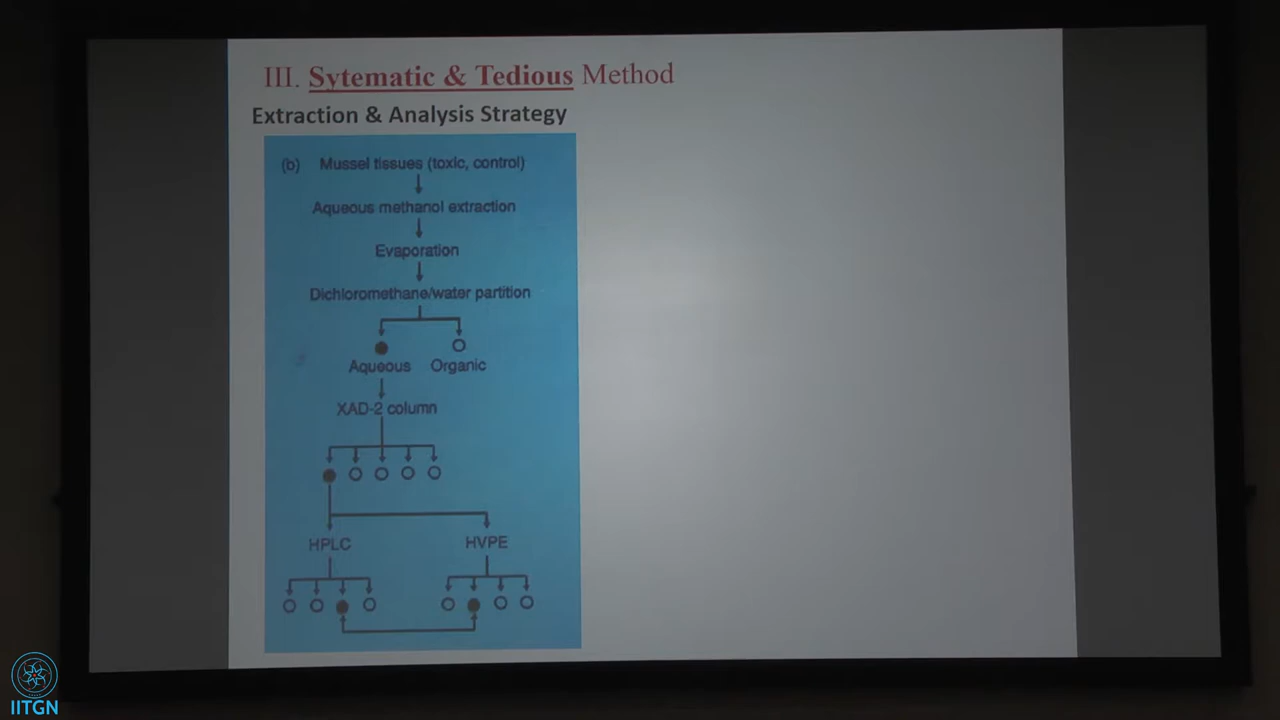 III. Sytematic & Tedious Method
Extraction & Analysis Strategy
(b) Mussel tissues (toxic, control)
Aqueous methanol extraction
Evaporation
Dichloromethane/water partition
Aqueous Organic
XAD-2 column
HPLC HVPE
IITGN